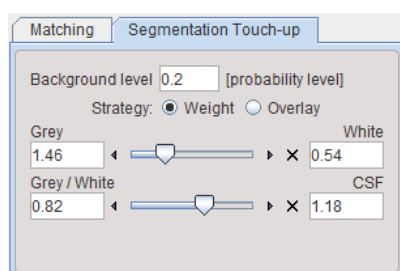 Matching Segmentation Touch-up
Background level 0.2 [probability level]
Strategy: Weight Overlay
Grey White
1.46 0.54
Grey / White CSF
0.82 1.18